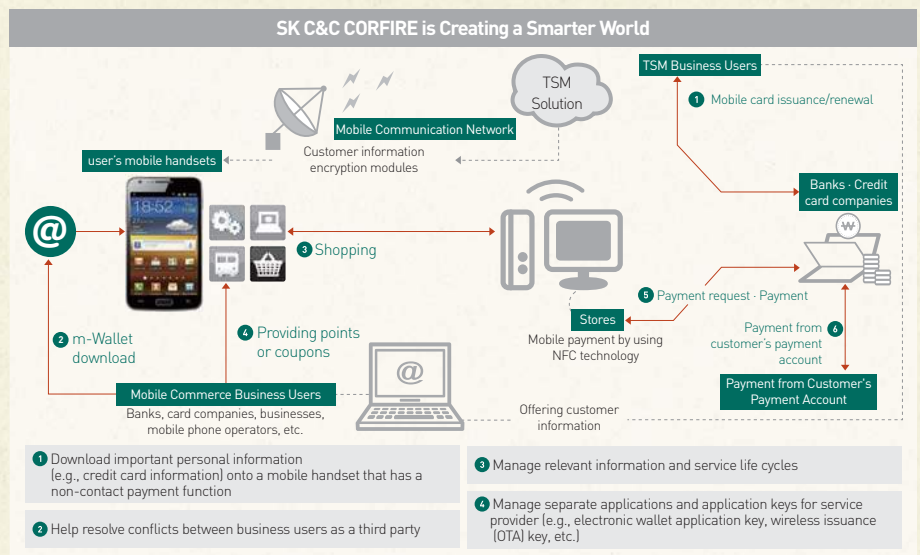 SK C&C CORFIRE is Creating a Smarter World
TSM
Solution
TSM Business Users
1 Mobile card issuance/renewal
Mobile Communication Network
Customer information
encryption modules
user's mobile handsets
Banks · Credit
card companies
18:52
@
3 Shopping
₩
5 Payment request · Payment
Stores
Mobile payment by using
NFC technology
2 m-Wallet
download
4 Providing points
or coupons
Payment from 6
customer's payment
account
@
Mobile Commerce Business Users
Banks, card companies, businesses,
mobile phone operators, etc.
Payment from Customer's
Payment Account
Offering customer
information
1 Download important personal information
(e.g., credit card information) onto a mobile handset that has a
non-contact payment function
2 Help resolve conflicts between business users as a third party
3 Manage relevant information and service life cycles
4 Manage separate applications and application keys for service
provider (e.g., electronic wallet application key, wireless issuance
(OTA) key, etc.)